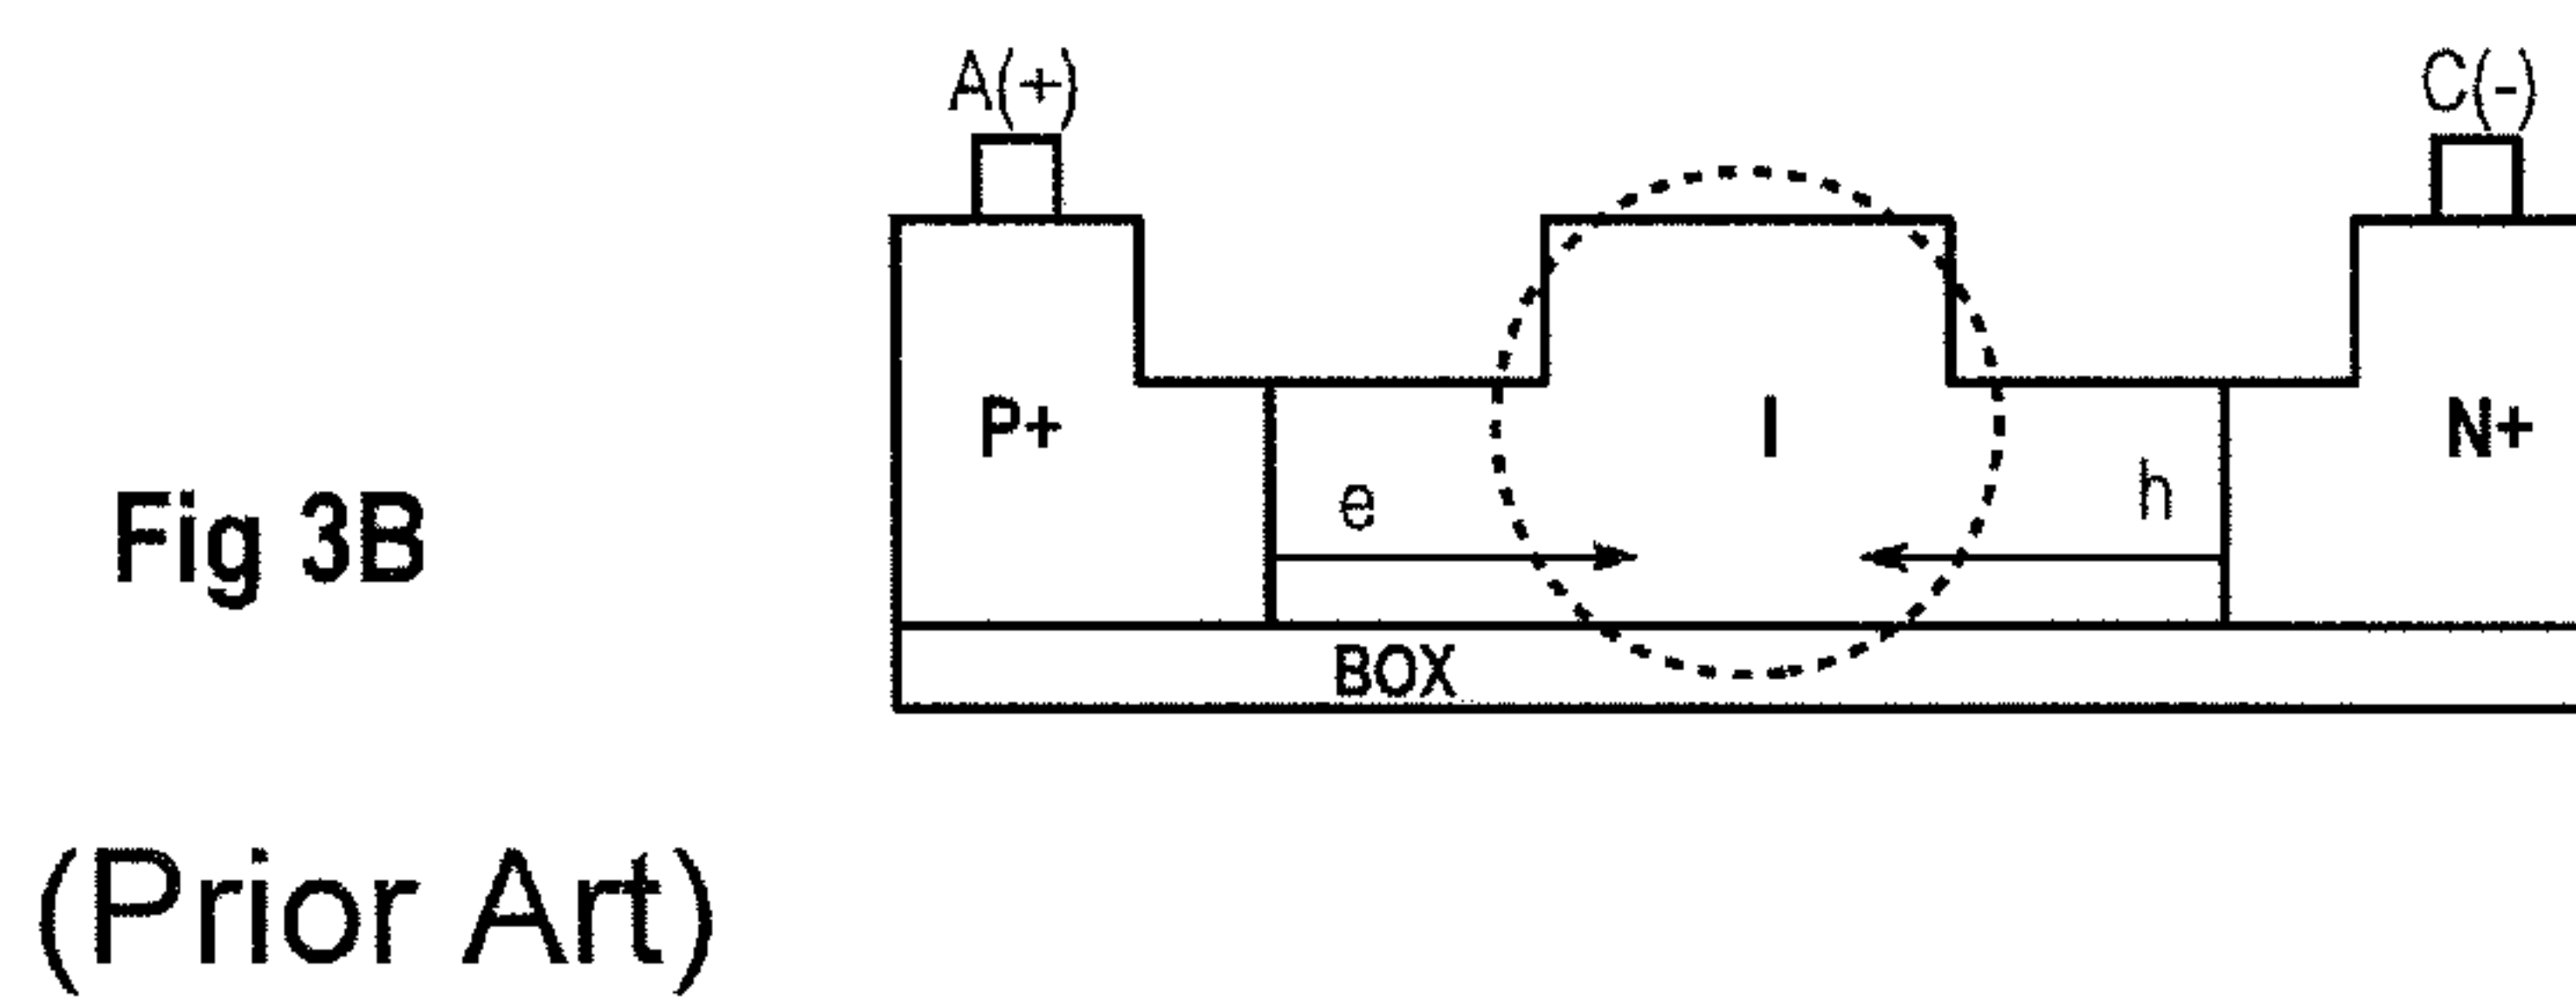 A(+) C(-)
P+ I N+
e h
Fig 3B
BOX
(Prior Art)